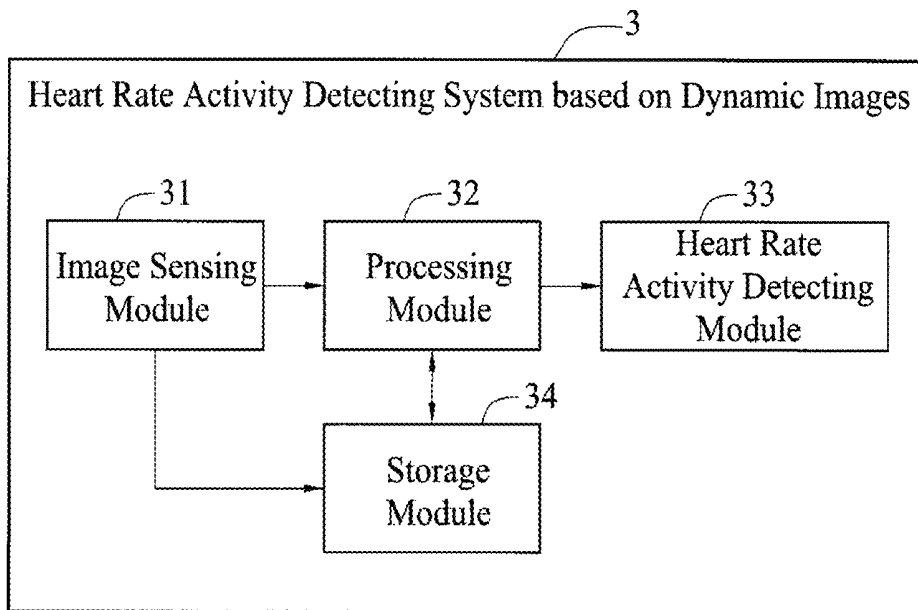 3
Heart Rate Activity Detecting System based on Dynamic Images
31
Image Sensing
Module
32
Processing
Module
33
Heart Rate
Activity Detecting
Module
34
Storage
Module